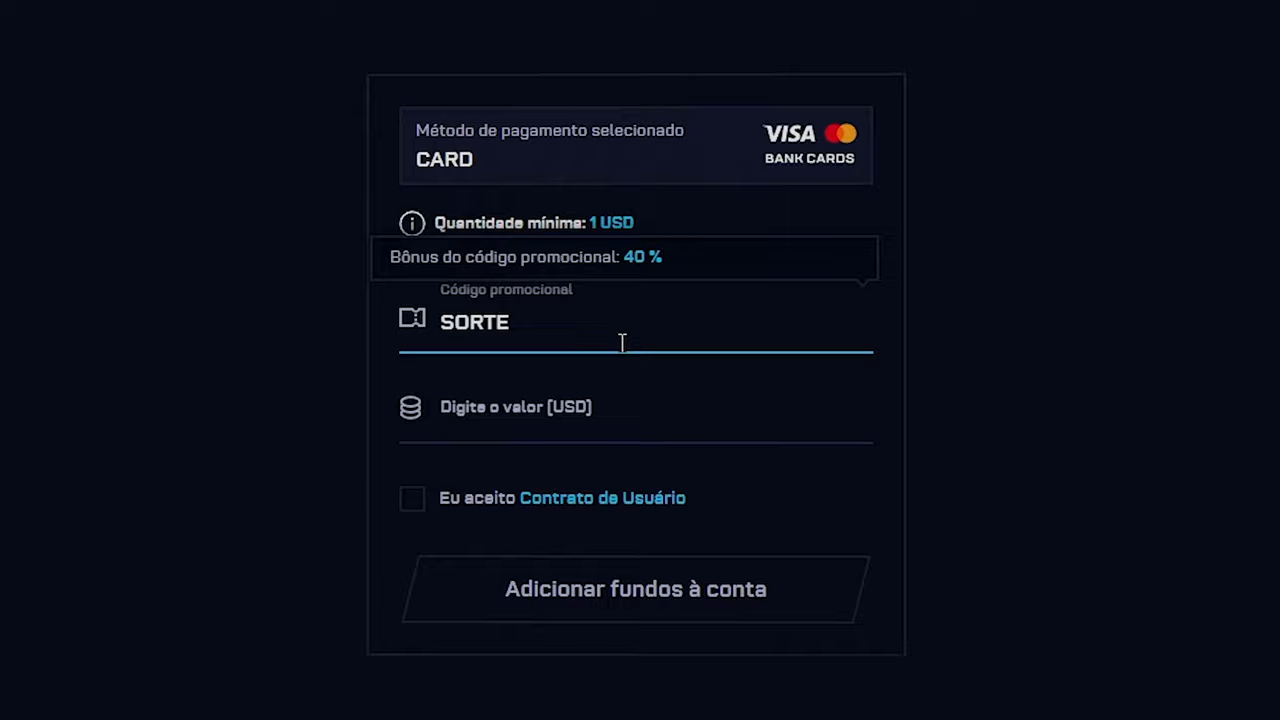 Método de pagamento selecionado
CARD
VISA
BANK CARDS
Quantidade mínima: 1 USD
Bônus do código promocional: 40 %
Código promocional
SORTE
Digite o valor [USD]
Eu aceito Contrato de Usuário
Adicionar fundos à conta